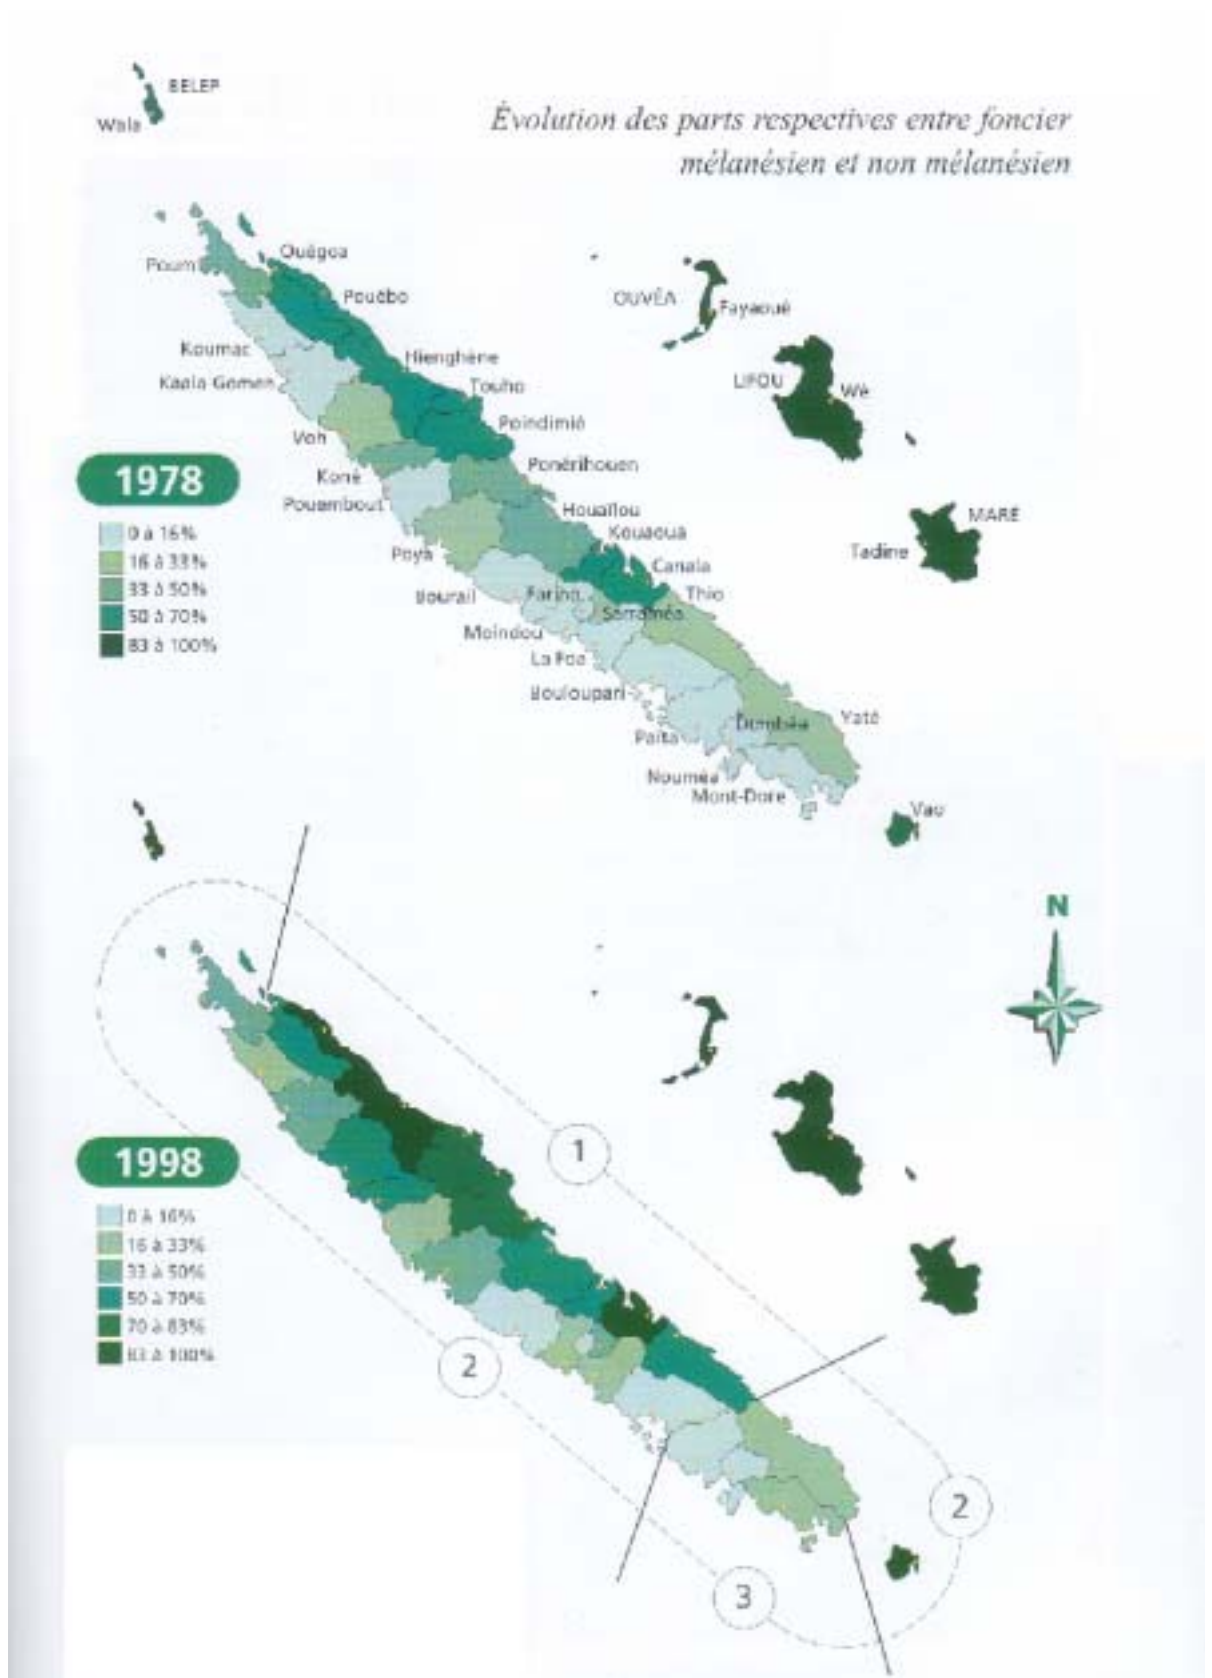 BELEP
Wala
Évolution des parts respectives entre foncier
mélanésien et non mélanésien
Ouégoa
Poum
Pouébo
OUVÉA
Fayaoué
Koumac
Hienghène
Kaala Gomen
Touho
LIFOU
Wé
Poindimié
Voh
Ponérihouen
Koné
1978
Pouembout
Houaïlou
MARÉ
0 à 16%
Kouaoua
Tadine
Poya
16 à 33%
Canala
33 à 50%
Bourail
Farino
Thio
50 à 70%
Sarraméa
Moindou
83 à 100%
La Foa
Bouloupari
Dumbéa
Yaté
Païta
Nouméa
Mont-Dore
Vao
N
1
1998
0 à 16%
16 à 33%
33 à 50%
50 à 70%
70 à 83%
83 à 100%
2
2
3